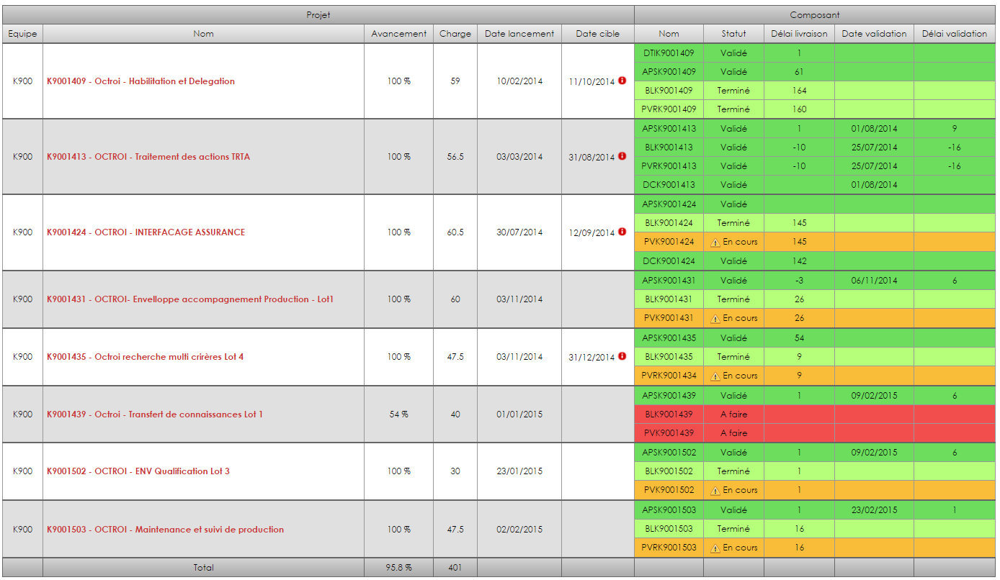 Projet Composant
Equipe Nom Avancement Charge Date lancement Date cible Nom Statut Délai livraison Date validation Délai validation
DTIK9001409 Validé 1
APSK9001409 Validé 61
K900 K9001409 - Octroi - Habilitation et Delegation 100 % 59 10/02/2014 11/10/2014
BLK9001409 Terminé 164
PVRK9001409 Terminé 160
APSK9001413 Validé 1 01/08/2014 9
BLK9001413 Validé -10 25/07/2014 -16
K900 K9001413 - OCTROI - Traitement des actions TRTA 100 % 56.5 03/03/2014 31/08/2014
PVRK9001413 Validé -10 25/07/2014 -16
DCK9001413 Validé 01/08/2014
APSK9001424 Validé
BLK9001424 Terminé 145
K900 K9001424 - OCTROI - INTERFACAGE ASSURANCE 100 % 60.5 30/07/2014 12/09/2014
PVK9001424 En cours 145
DCK9001424 Validé 142
APSK9001431 Validé -3 06/11/2014 6
K900 K9001431 - OCTROI- Envelloppe accompagnement Production - Lot1 100 % 60 03/11/2014 BLK9001431 Terminé 26
PVK9001431 En cours 26
APSK9001435 Validé 54
K900 K9001435 - Octroi recherche multi crirères Lot 4 100 % 47.5 03/11/2014 31/12/2014 BLK9001435 Terminé 9
PVRK9001434 En cours 9
APSK9001439 Validé 1 09/02/2015 6
K900 K9001439 - Octroi - Transfert de connaissances Lot 1 54 % 40 01/01/2015 BLK9001439 A faire
PVK9001439 A faire
APSK9001502 Validé 1 09/02/2015 6
K900 K9001502 - OCTROI - ENV Qualification Lot 3 100 % 30 23/01/2015 BLK9001502 Terminé 1
PVK9001502 En cours 1
APSK9001503 Validé 1 23/02/2015 1
K900 K9001503 - OCTROI - Maintenance et suivi de production 100 % 47.5 02/02/2015 BLK9001503 Terminé 16
PVRK9001503 En cours 16
Total 95.8 % 401